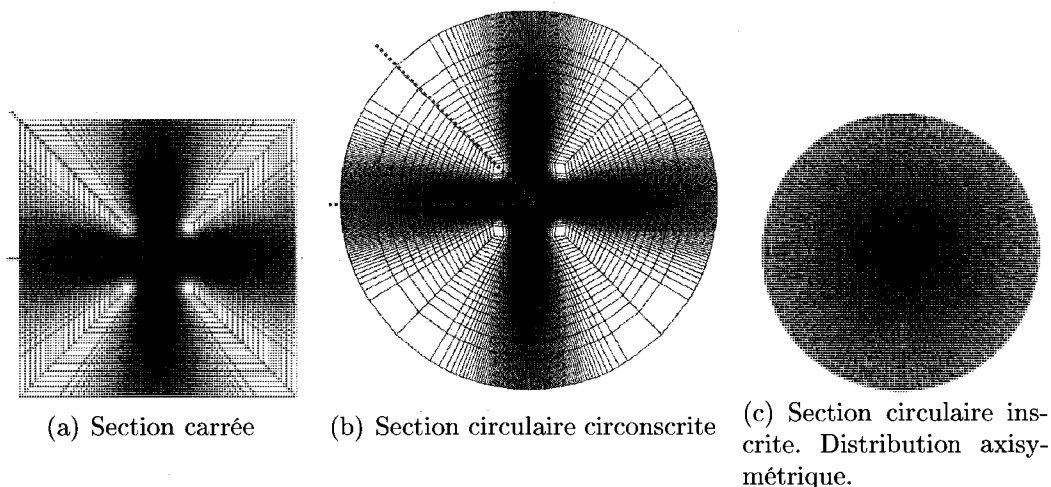 (a) Section carrée
(b) Section circulaire circonscrite
(c) Section circulaire ins-
crite. Distribution axisy-
métrique.